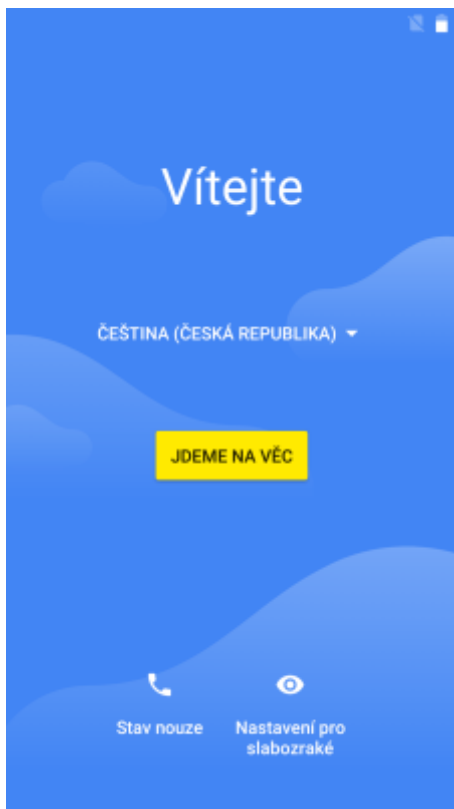 Vítejte
ČEŠTINA (ČESKÁ REPUBLIKA)
JDEME NA VĚC
Stav nouze
Nastavení pro
slabozraké